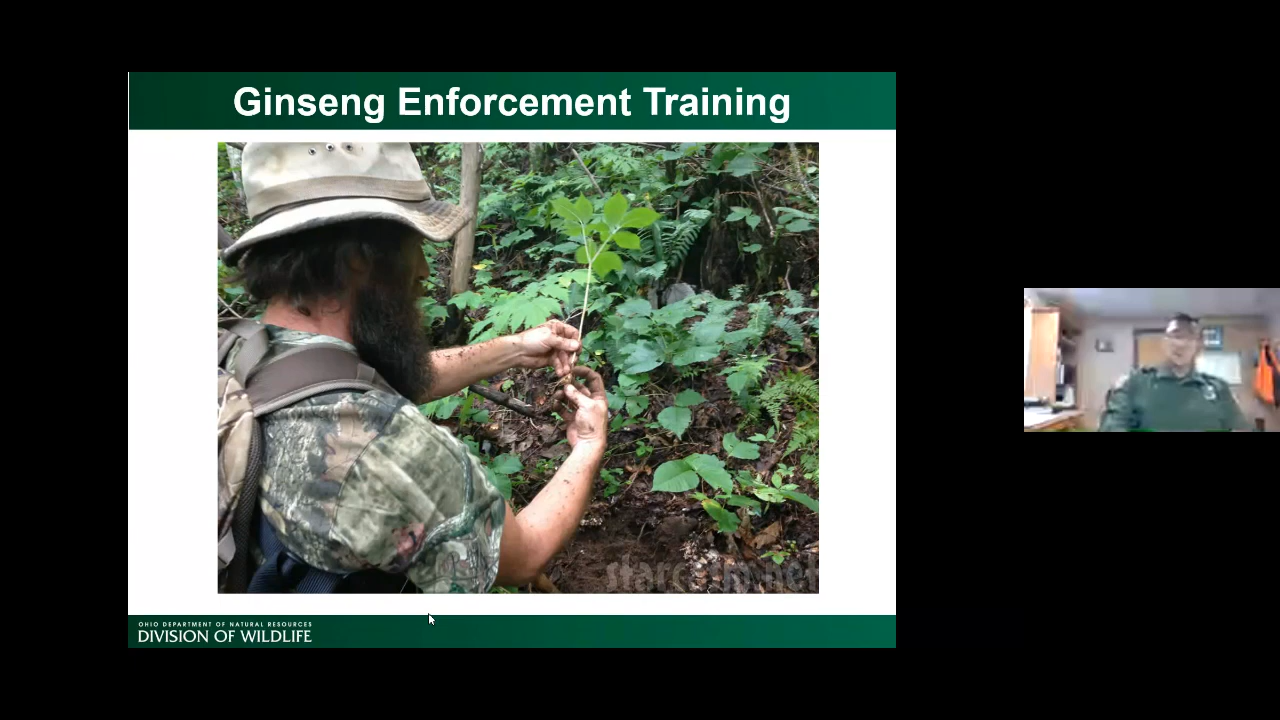 Ginseng Enforcement Training
OHIO DEPARTMENT OF NATURAL RESOURCES
DIVISION OF WILDLIFE